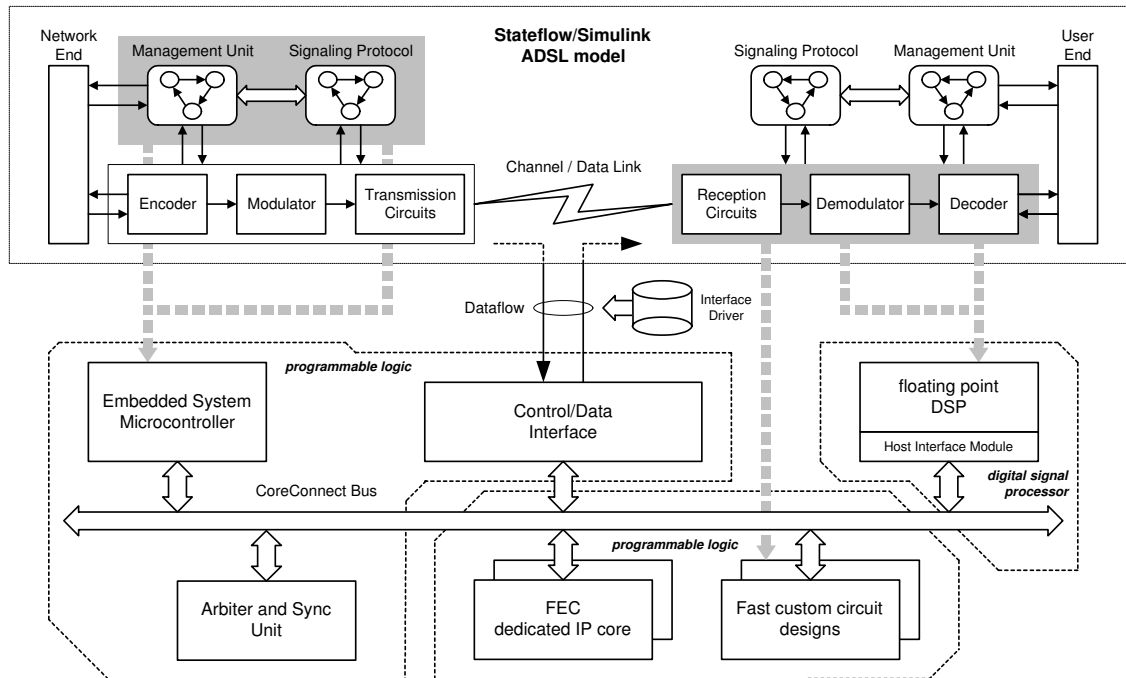 Network
End
Management Unit
Signaling Protocol
Stateflow/Simulink
ADSL model
Signaling Protocol
Management Unit
User
End
Encoder
Modulator
Transmission
Circuits
Channel / Data Link
Reception
Circuits
Demodulator
Decoder
Dataflow
Interface
Driver
programmable logic
Embedded System
Microcontroller
Control/Data
Interface
floating point
DSP
Host Interface Module
digital signal
processor
CoreConnect Bus
programmable logic
Arbiter and Sync
Unit
FEC
dedicated IP core
Fast custom circuit
designs